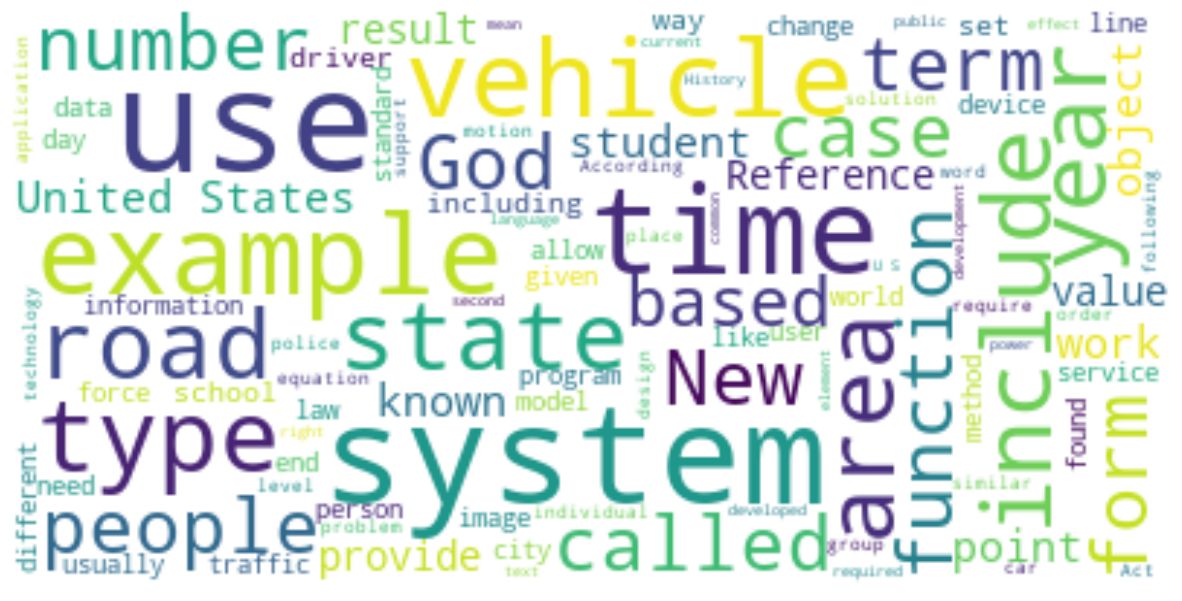 number
driver
result
mean
way
current
change
public
set
effect
line
application
data
day
use
standard
support
vehicle
History
solution
term
device
year
object
motion
God
student
case
According
Reference
word
United States
including
language
time
common
development
following
example
allow
place
given
us
function
include
information
second
based
world
value
technology
road
police
state
like
user
require
order
power
equation
program
design
New
element
area
method
work
service
force
school
law
known
model
type
right
system
found
form
different
need
end
level
similar
people
person
problem
image
individual
developed
usually
traffic
provide
city
text
called
group
required
point
car
Act